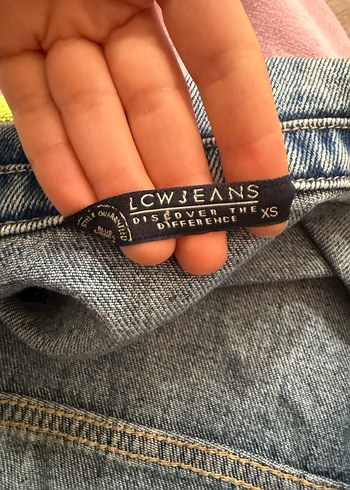 LCWJEANS
DISCOVER THE
DIFFERENCE
XS